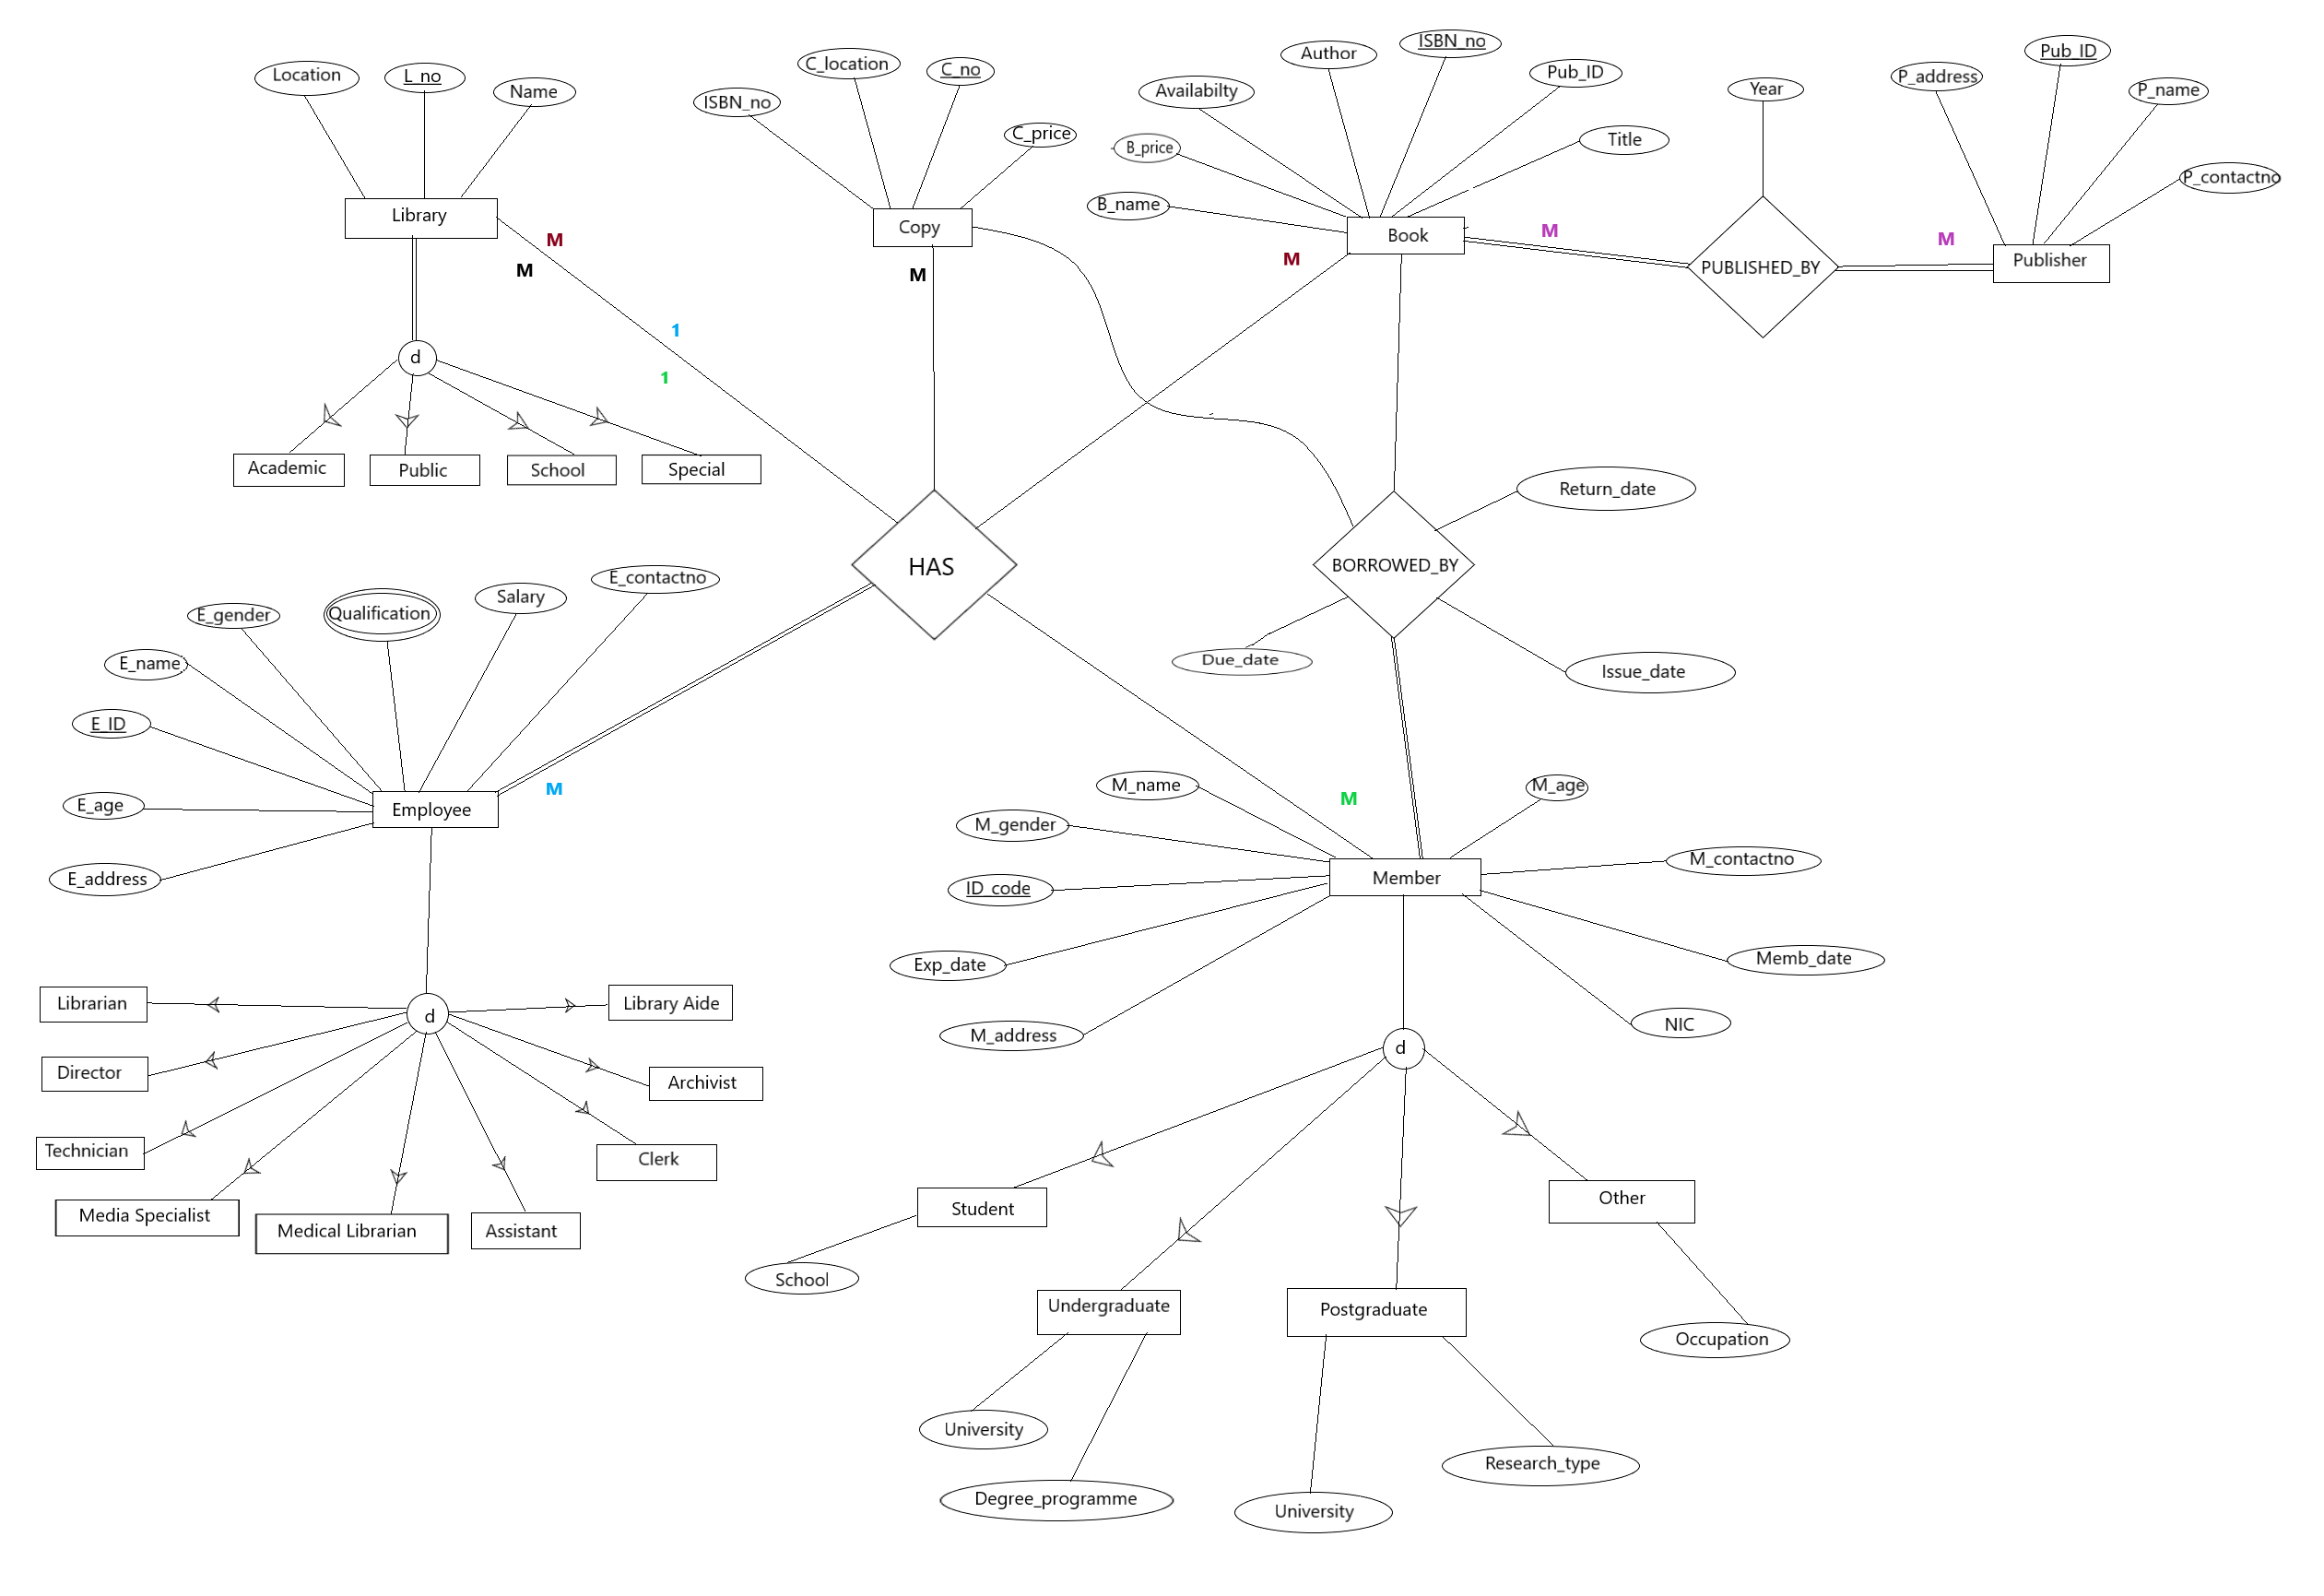 Location
L_no
Name
Library
M
M
1
1
d
Academic
Public
School
Special
ISBN_no
C_location
C_no
C_price
Copy
M
B_name
B_price
Availabilty
Author
ISBN_no
Pub_ID
Title
Book
M
M
Year
PUBLISHED_BY
M
P_address
Pub_ID
P_name
P_contactno
Publisher
HAS
BORROWED_BY
Return_date
Due_date
Issue_date
E_contactno
Salary
Qualification
E_gender
E_name
E_ID
E_age
E_address
Employee
M
d
Librarian
Director
Technician
Media Specialist
Medical Librarian
Assistant
Clerk
Archivist
Library Aide
M
M_name
M_gender
ID_code
Exp_date
M_address
M_age
M_contactno
Memb_date
NIC
Member
d
Student
School
Undergraduate
University
Degree_programme
Postgraduate
University
Research_type
Other
Occupation